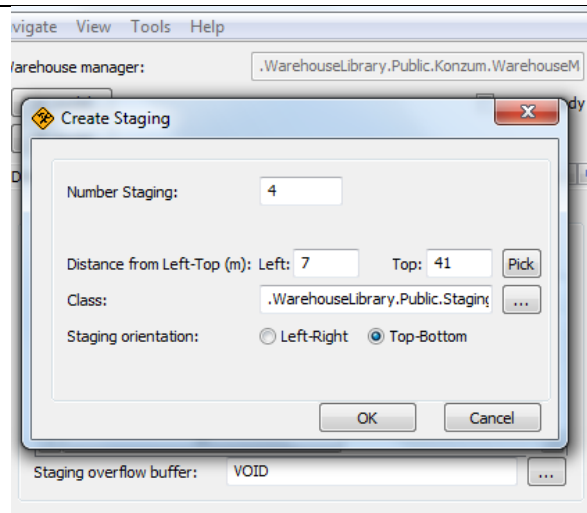 vigate View Tools Help
arehouse manager: .WarehouseLibrary.Public.Konzum.WarehouseM
dy
Create Staging
D
Number Staging: 4
Distance from Left-Top (m): Left: 7 Top: 41 Pick
Class: .WarehouseLibrary.Public.Staging ...
Staging orientation: Left-Right Top-Bottom
OK Cancel
Staging overflow buffer: VOID ...